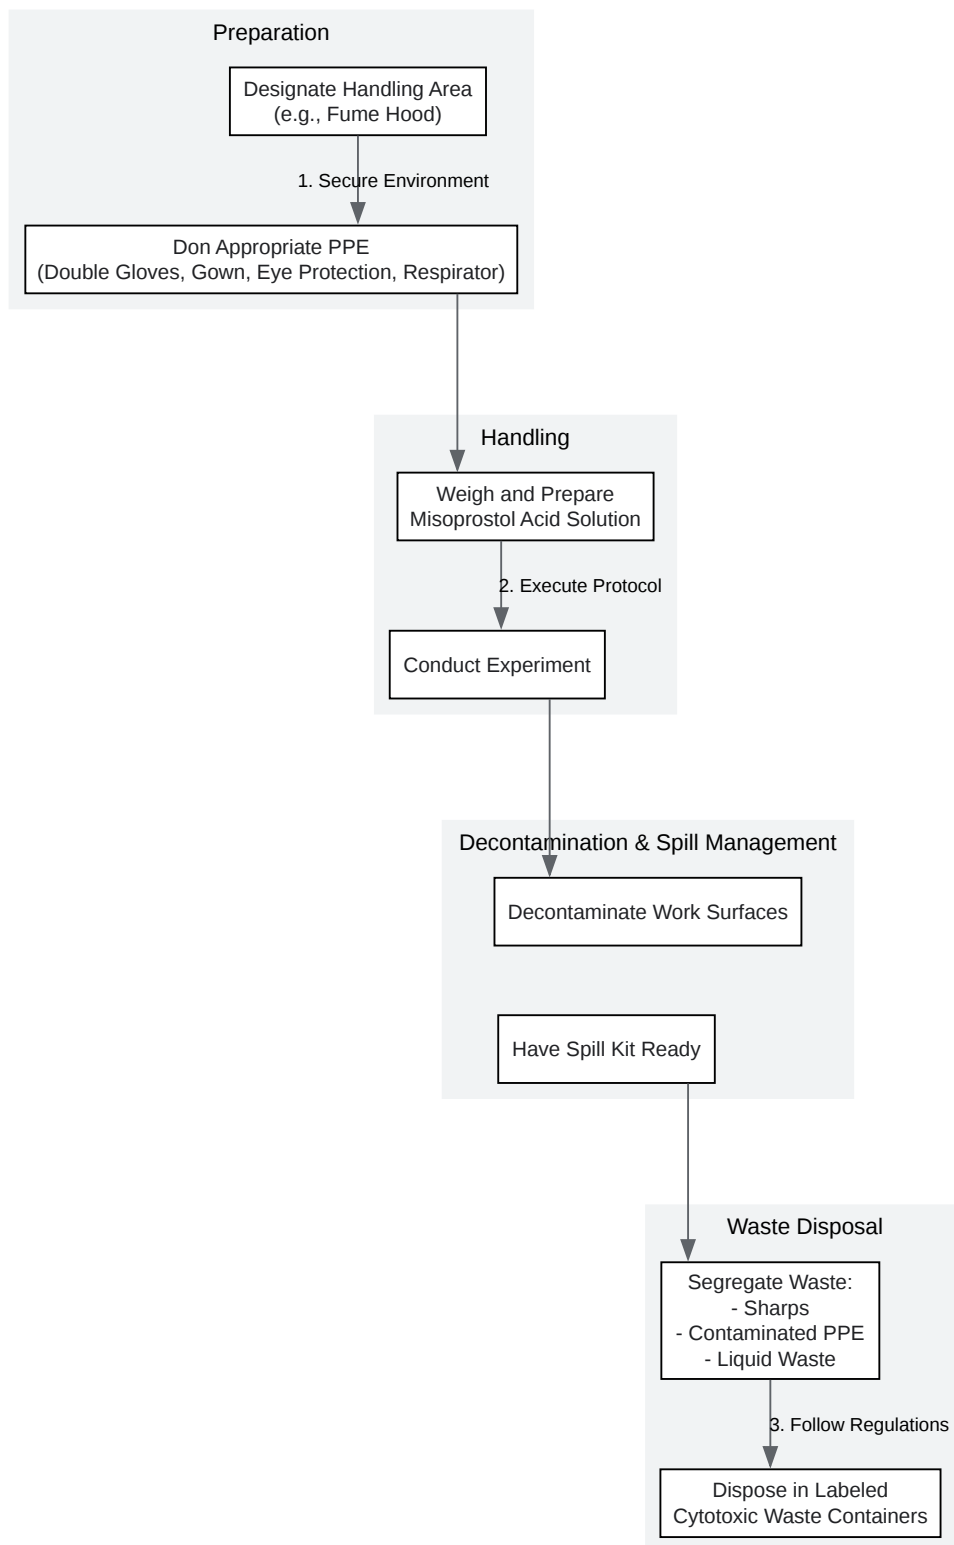 Preparation
Designate Handling Area
(e.g., Fume Hood)
1. Secure Environment
Don Appropriate PPE
(Double Gloves, Gown, Eye Protection, Respirator)
Handling
Weigh and Prepare
Misoprostol Acid Solution
2. Execute Protocol
Conduct Experiment
Decontamination & Spill Management
Decontaminate Work Surfaces
Have Spill Kit Ready
Waste Disposal
Segregate Waste:
- Sharps
- Contaminated PPE
- Liquid Waste
3. Follow Regulations
Dispose in Labeled
Cytotoxic Waste Containers